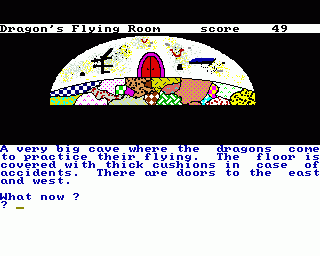 Dragon's Flying Room score 49
A very big cave where the dragons come
to practice their flying. The floor is
covered with thick cushions in case of
accidents. There are doors to the east
and west.
What now ?
? _